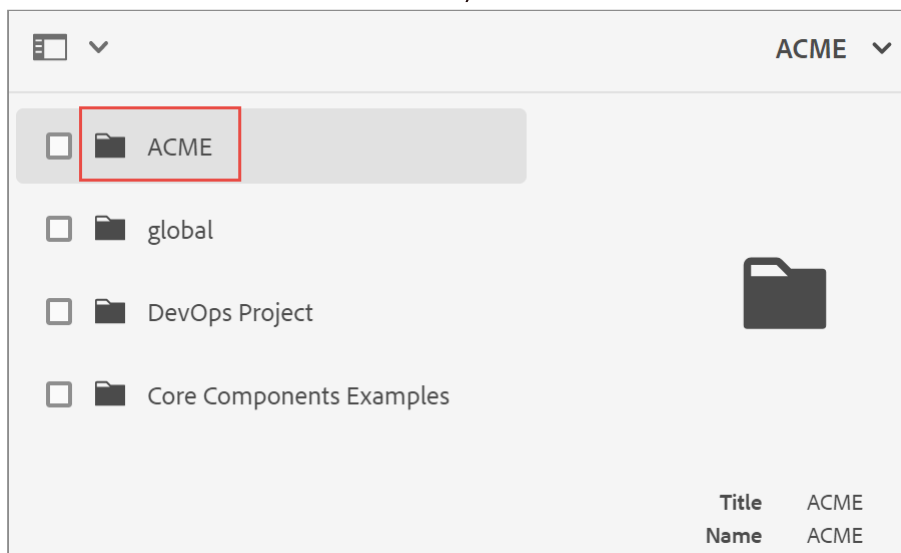 ACME
ACME
global
DevOps Project
Core Components Examples
Title ACME
Name ACME